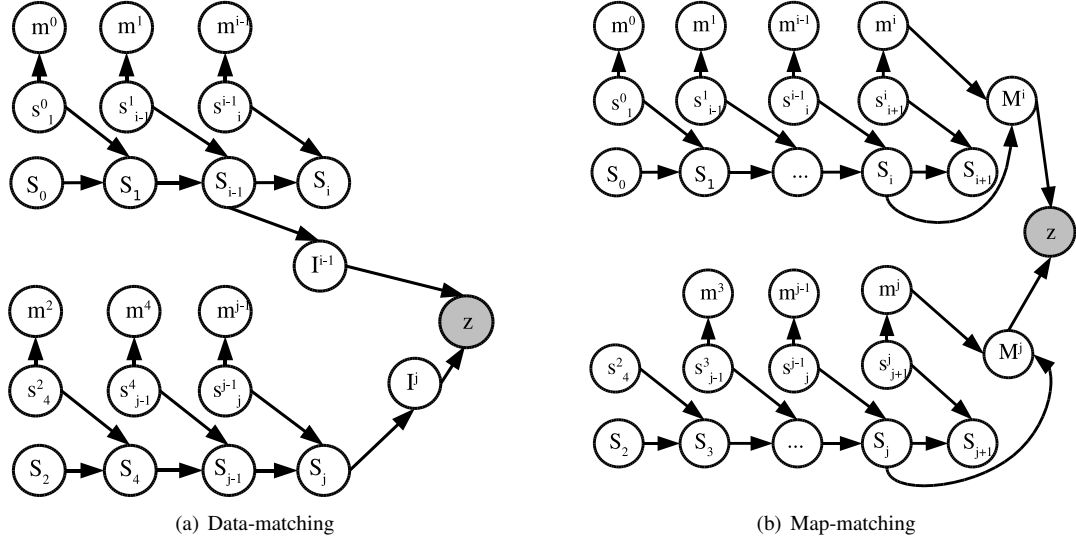 m⁰ m¹ mⁱ⁻¹
s⁰₁ s¹ᵢ₋₁ sⁱ⁻¹ᵢ
S₀ S₁ Sᵢ₋₁ Sᵢ
Iⁱ⁻¹
z
m² m⁴ mʲ⁻¹
s²₄ s⁴ⱼ₋₁ sʲ⁻¹ⱼ
Iʲ
S₂ S₄ Sⱼ₋₁ Sⱼ
(a) Data-matching
m⁰ m¹ mⁱ⁻¹ mⁱ
s⁰₁ s¹ᵢ₋₁ sⁱ⁻¹ᵢ sⁱᵢ₊₁
Mⁱ
S₀ S₁ ... Sᵢ Sᵢ₊₁
z
m³ mʲ⁻¹ mʲ
s²₄ s³ⱼ₋₁ sʲ⁻¹ⱼ sʲⱼ₊₁
Mʲ
S₂ S₃ ... Sⱼ Sⱼ₊₁
(b) Map-matching